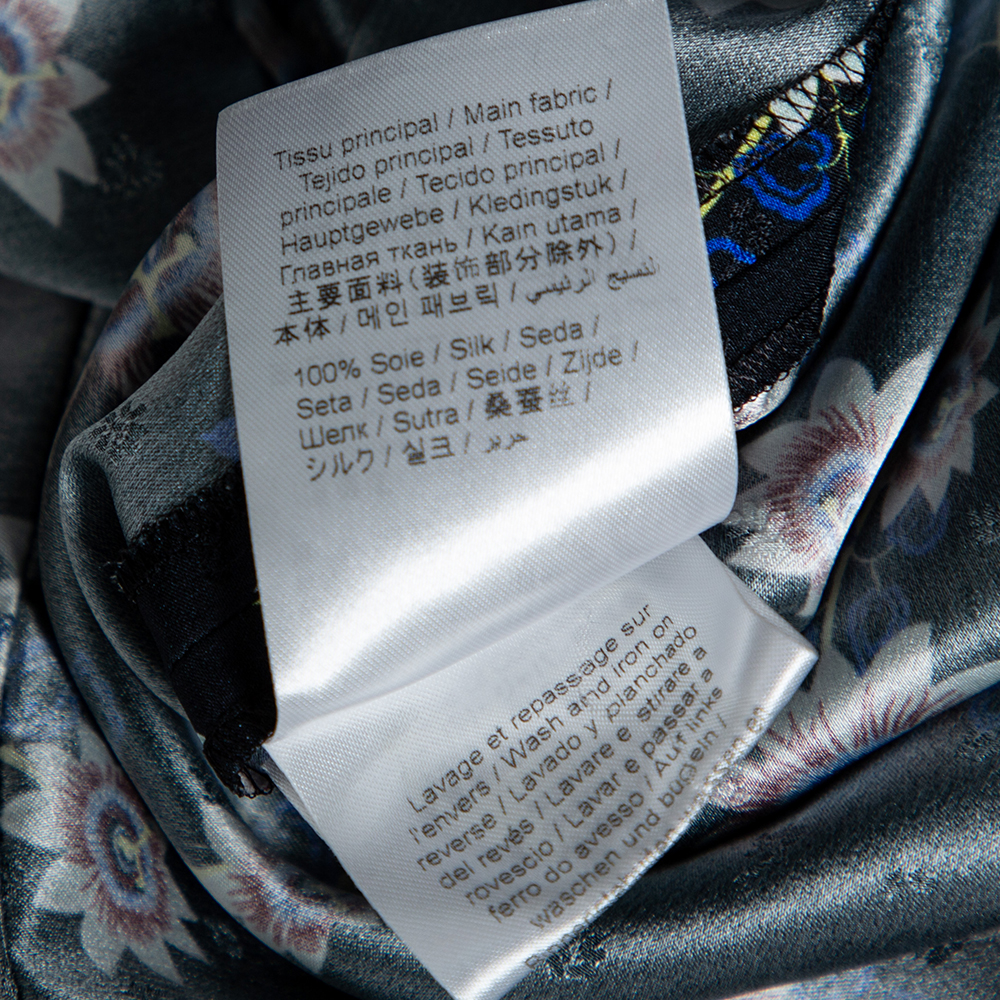 Tissu principal / Main fabric /
Tejido principal / Tessuto
principale / Tecido principal /
Hauptgewebe / Kledingstuk /
Главная ткань / Kain utama /
主要面料(装饰部分除外) /
本体 / 메인 패브릭 / النسيج الرئيسي
100% Soie / Silk / Seda /
Seta / Seda / Seide / Zijde /
Шелк / Sutra / 桑蚕丝 /
シルク / 실크 / حرير
Lavage et repassage sur
l'envers / Wash and iron on
reverse / Lavado y planchado
del revés / Lavare e stirare a
rovescio / Lavar e passar a
ferro do avesso / Auf links
waschen und bügeln /